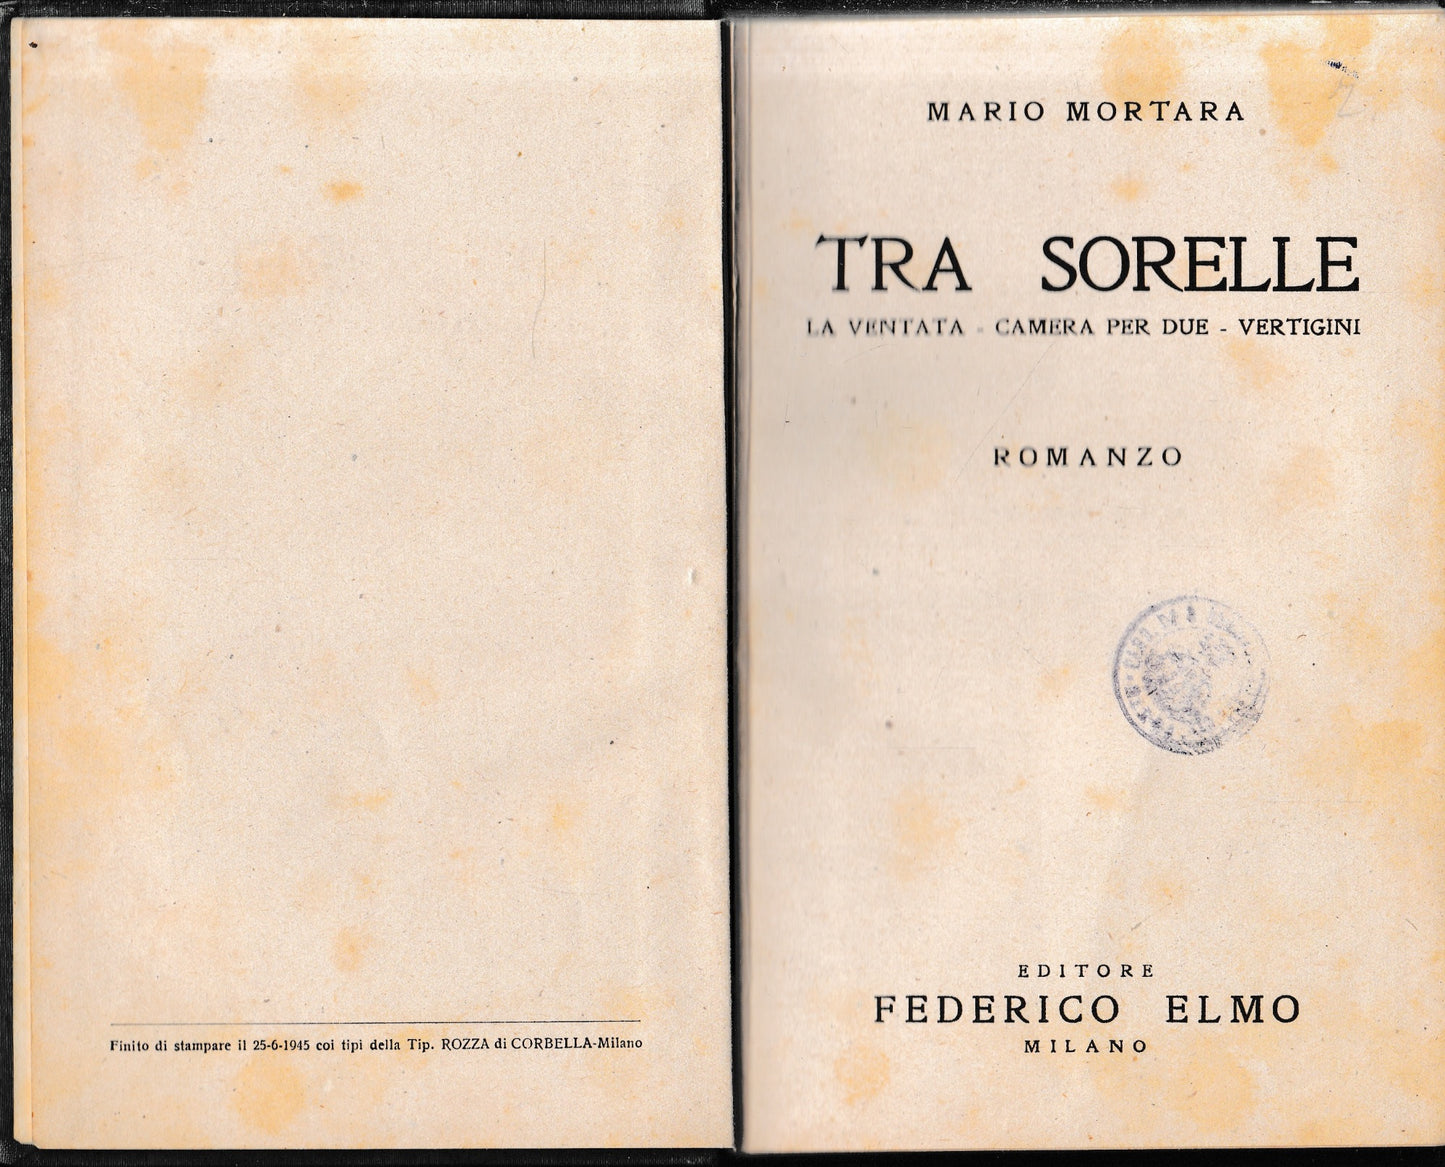 Finito di stampare il 25-6-1945 coi tipi della Tip. ROZZA di CORBELLA-Milano
MARIO MORTARA
TRA SORELLE
LA VENTATA - CAMERA PER DUE - VERTIGINI
ROMANZO
EDITORE
FEDERICO ELMO
MILANO